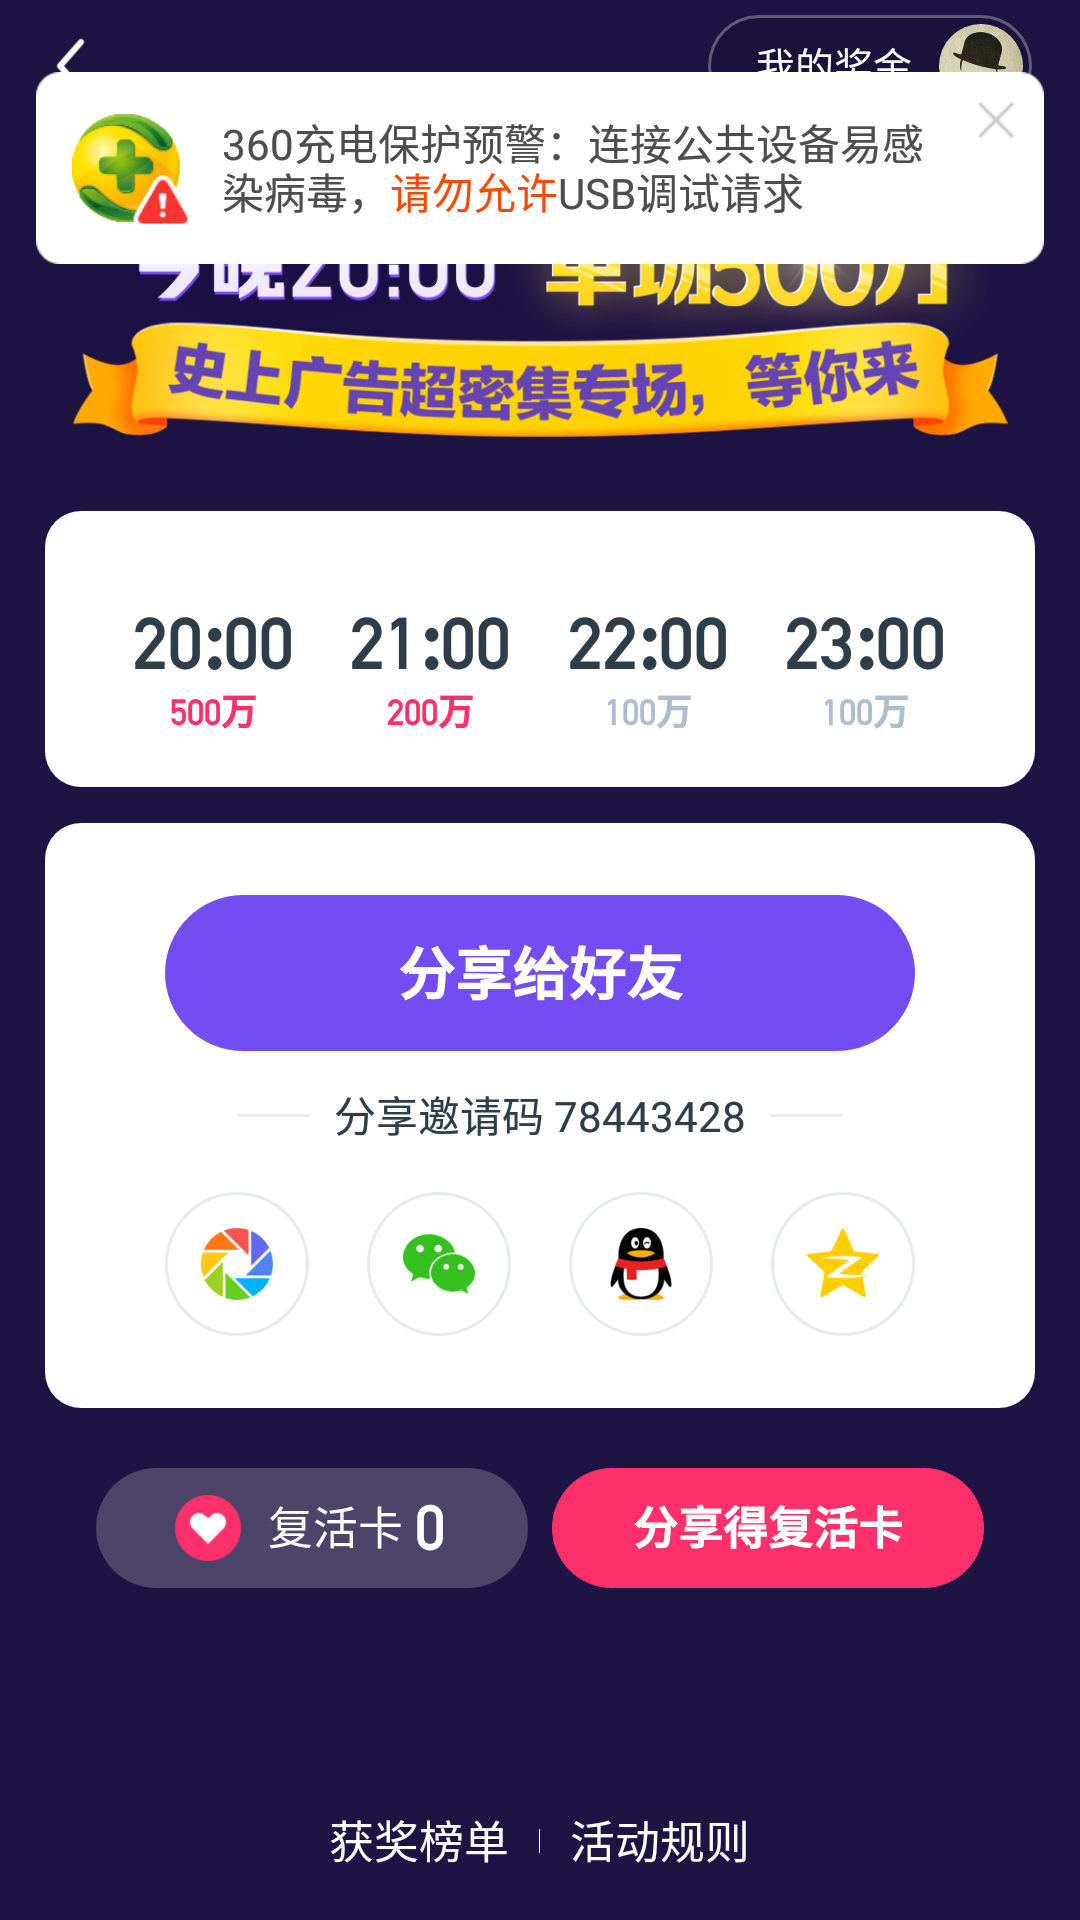 我的奖金
360充电保护预警：连接公共设备易感
染病毒，请勿允许USB调试请求
今晚20:00 单场500万
史上广告超密集专场，等你来
20:00 21:00 22:00 23:00
500万 200万 100万 100万
分享给好友
分享邀请码 78443428
复活卡 0 分享得复活卡
获奖榜单 活动规则